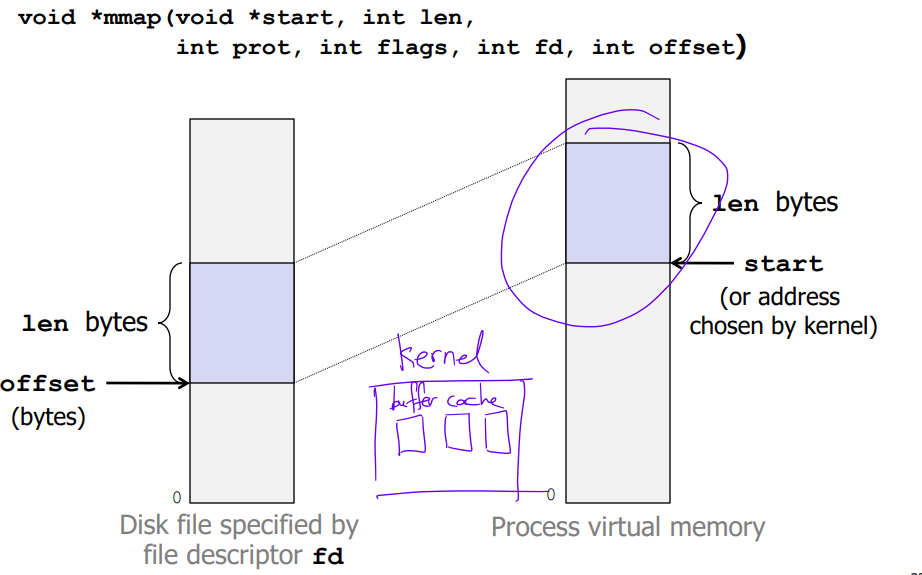 void *mmap(void *start, int len,
int prot, int flags, int fd, int offset)
len bytes
start
(or address
chosen by kernel)
len bytes
offset
(bytes)
kernel
buffer cache
0
0
Disk file specified by
file descriptor fd
Process virtual memory